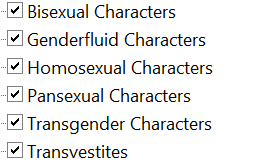 Bisexual Characters
Genderfluid Characters
Homosexual Characters
Pansexual Characters
Transgender Characters
Transvestites